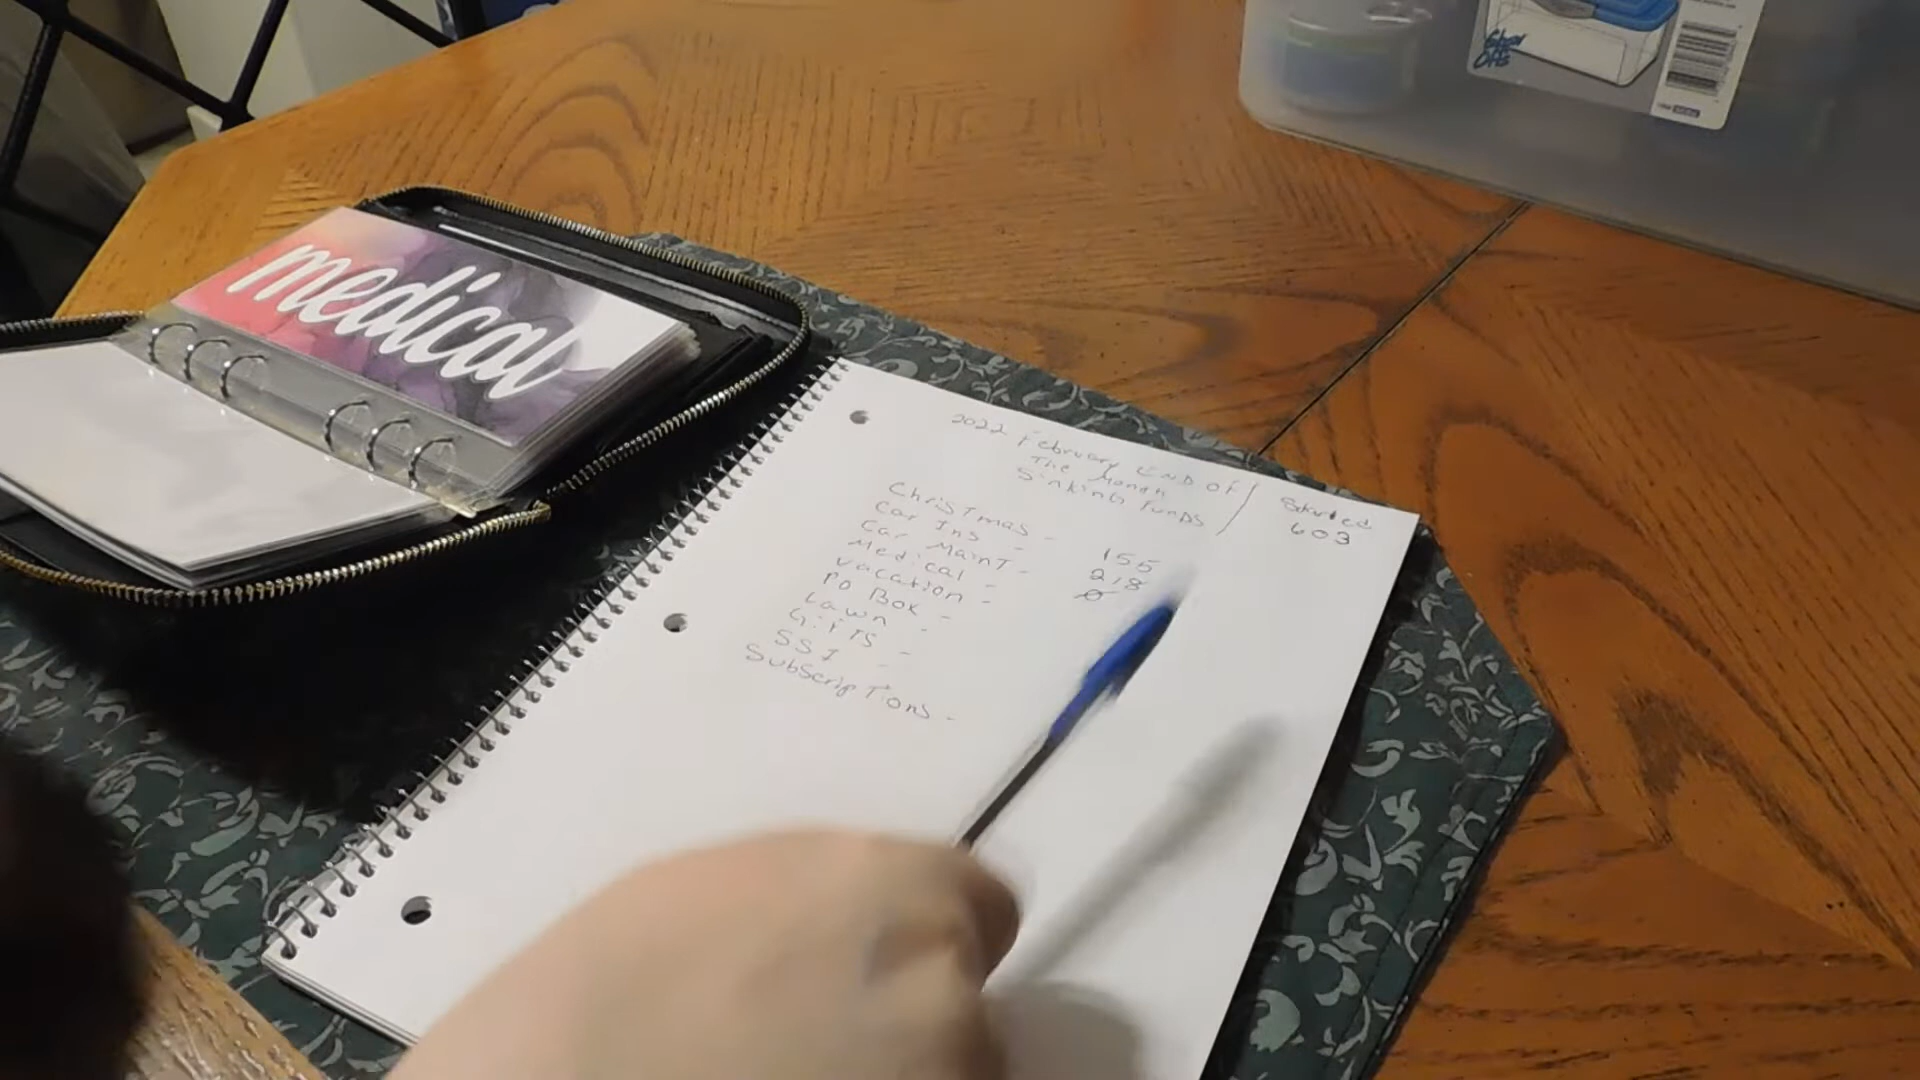 medical
2022 February END OF
The Month
Sinking Funds
Started
603
Christmas - 155
Car Ins - 218
Car Maint - 0
Medical -
Vacation -
PO Box -
Lawn -
Gifts -
SSI -
Subscriptions -